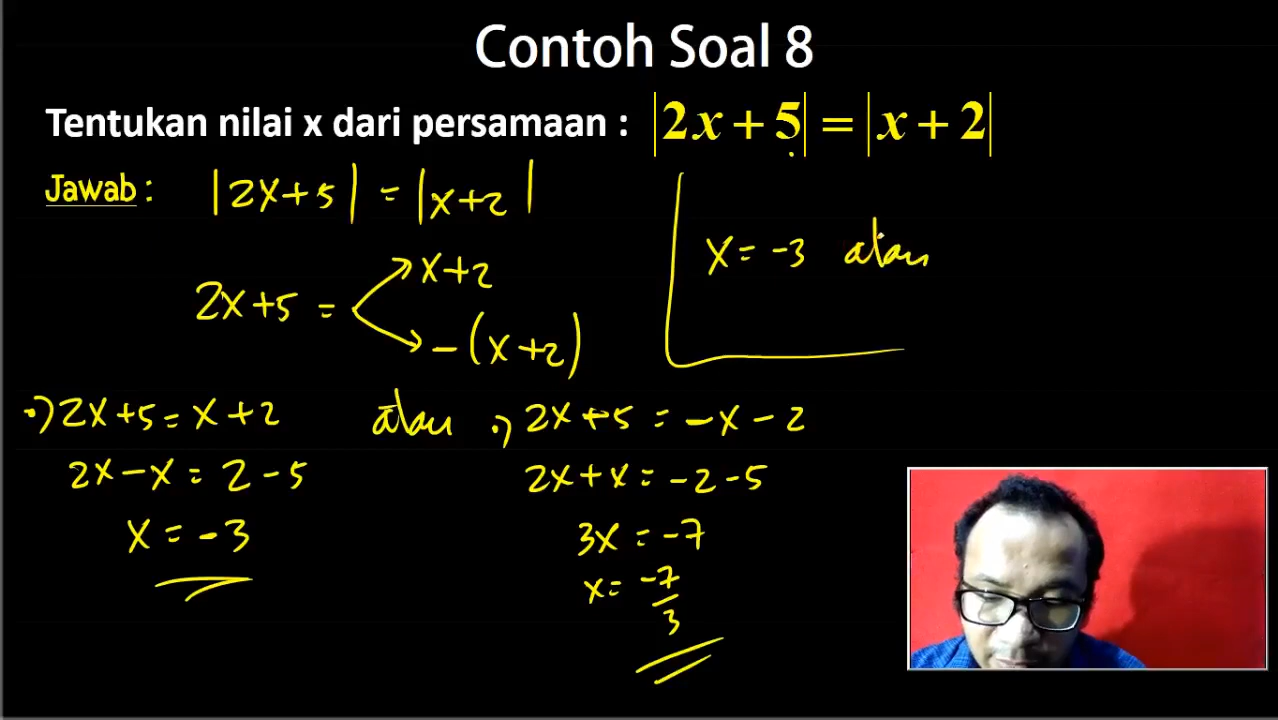 Contoh Soal 8
Tentukan nilai x dari persamaan : |2x + 5| = |x + 2|
Jawab : |2x+5| = |x+2|
2x+5 =
x+2
-(x+2)
x = -3 atau
•) 2x+5 = x+2
2x-x = 2-5
x = -3
atau
•) 2x+5 = -x-2
2x+x = -2-5
3x = -7
x = -7/3